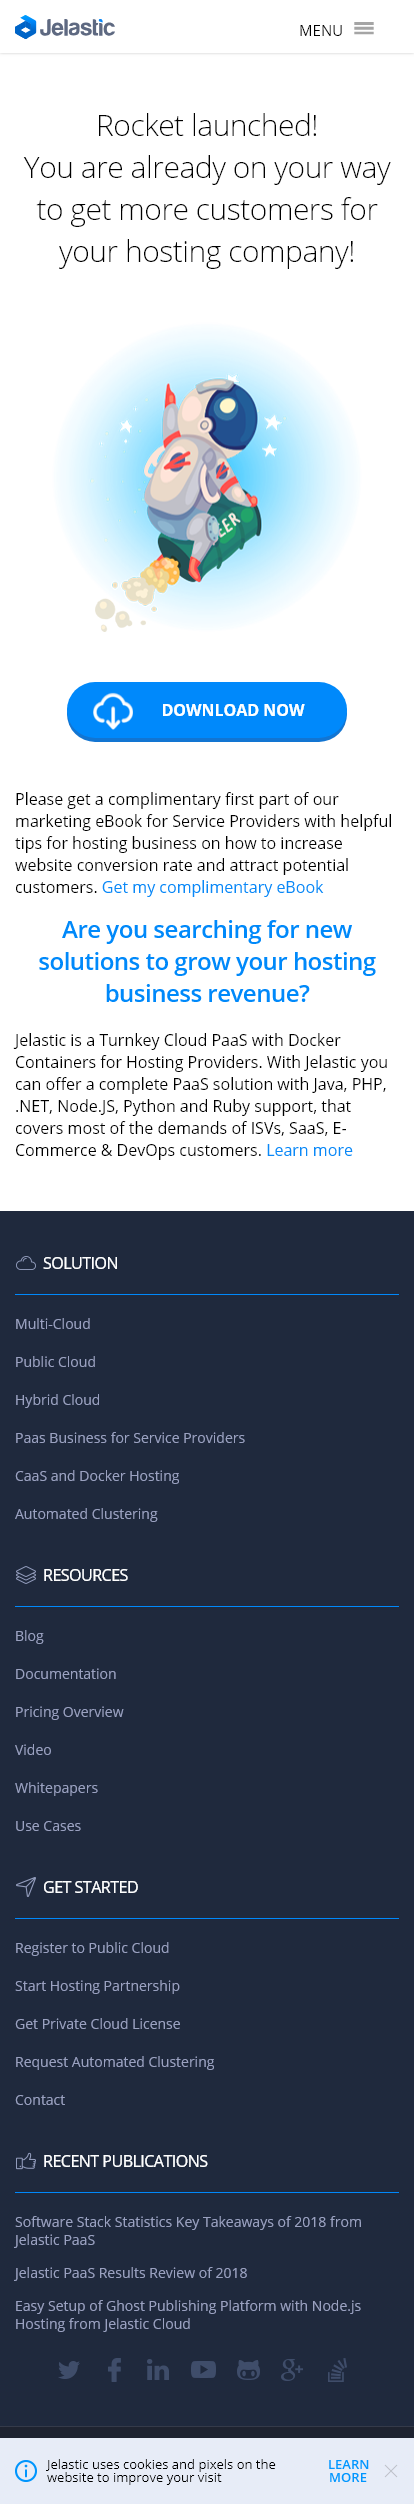 Jelastic
MENU
Rocket launched!
You are already on your way
to get more customers for
your hosting company!
DOWNLOAD NOW
Please get a complimentary first part of our
marketing eBook for Service Providers with helpful
tips for hosting business on how to increase
website conversion rate and attract potential
customers. Get my complimentary eBook
Are you searching for new
solutions to grow your hosting
business revenue?
Jelastic is a Turnkey Cloud PaaS with Docker
Containers for Hosting Providers. With Jelastic you
can offer a complete PaaS solution with Java, PHP,
.NET, Node.JS, Python and Ruby support, that
covers most of the demands of ISVs, SaaS, E-
Commerce & DevOps customers. Learn more
SOLUTION
Multi-Cloud
Public Cloud
Hybrid Cloud
Paas Business for Service Providers
CaaS and Docker Hosting
Automated Clustering
RESOURCES
Blog
Documentation
Pricing Overview
Video
Whitepapers
Use Cases
GET STARTED
Register to Public Cloud
Start Hosting Partnership
Get Private Cloud License
Request Automated Clustering
Contact
RECENT PUBLICATIONS
Software Stack Statistics Key Takeaways of 2018 from
Jelastic PaaS
Jelastic PaaS Results Review of 2018
Easy Setup of Ghost Publishing Platform with Node.js
Hosting from Jelastic Cloud
Jelastic uses cookies and pixels on the
website to improve your visit
LEARN
MORE